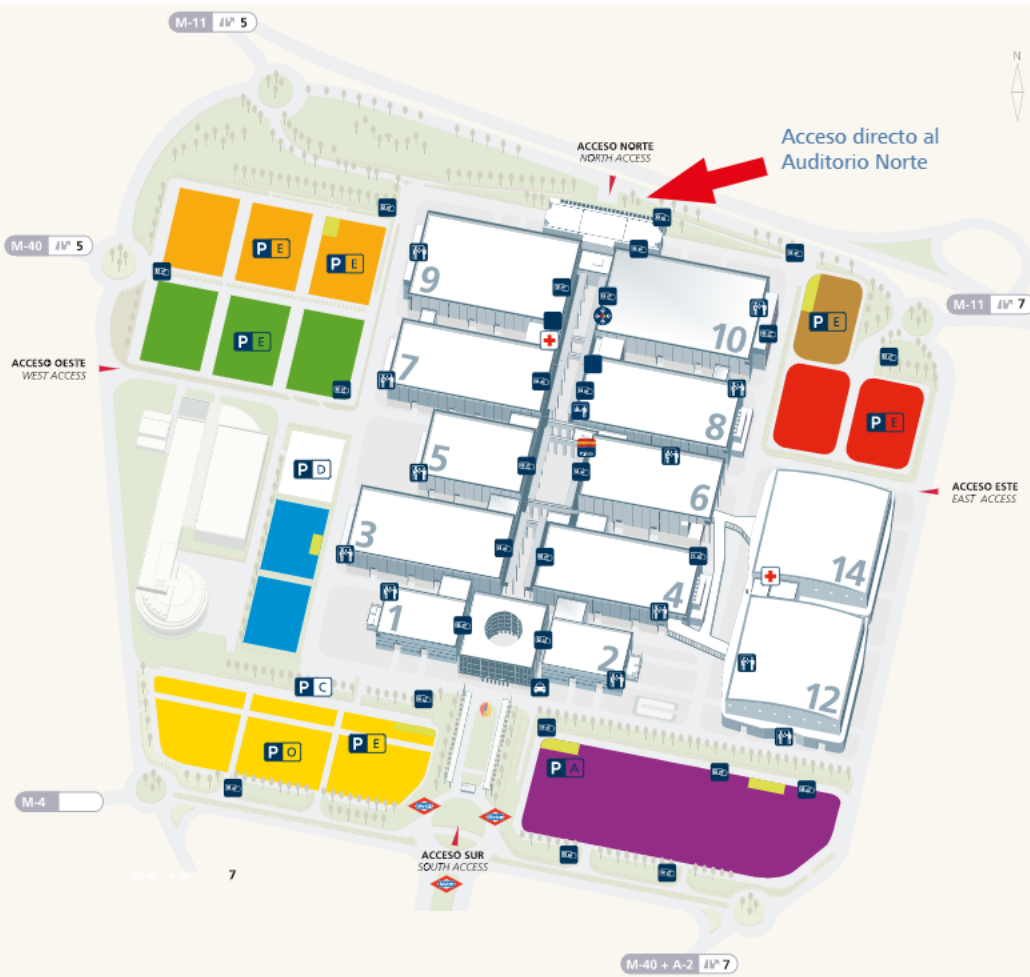 M-11 5
N
Acceso directo al
Auditorio Norte
ACCESO NORTE
NORTH ACCESS
M-40 5
9
P E
P E
10
M-11 7
P E
P E
7
ACCESO OESTE
WEST ACCESS
8
P E
5
P D
6
ACCESO ESTE
EAST ACCESS
3
14
4
1
2
P C
12
P E
P O
P A
M-4
ACCESO SUR
SOUTH ACCESS
7
M-40 + A-2 7